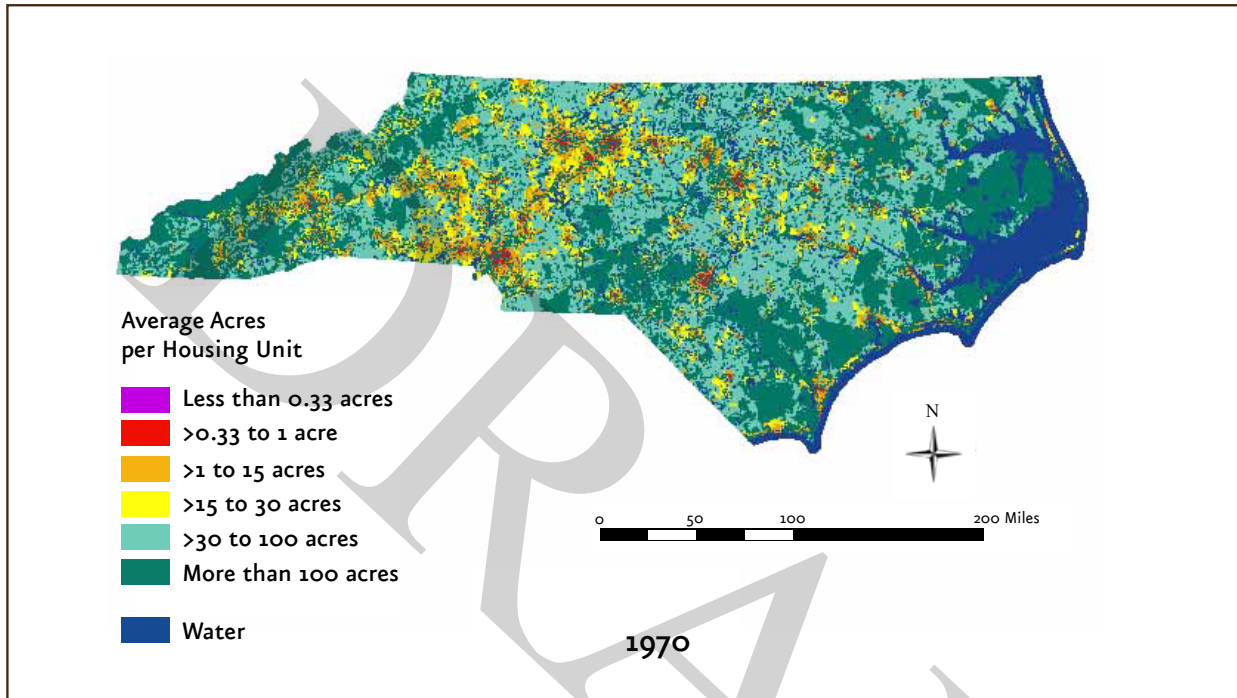 Average Acres
per Housing Unit
Less than 0.33 acres
>0.33 to 1 acre
>1 to 15 acres
>15 to 30 acres
>30 to 100 acres
More than 100 acres
Water
N
0 50 100 200 Miles
1970
DRA